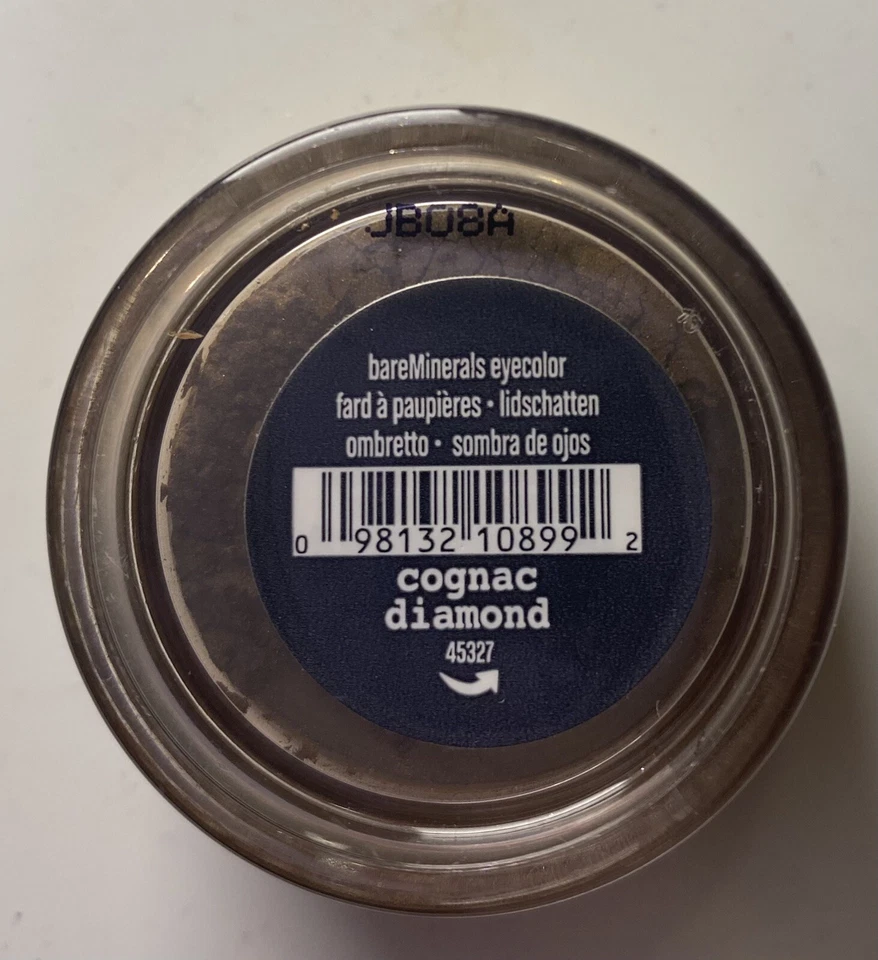 JB08A
bareMinerals eyecolor
fard à paupières • lidschatten
ombretto • sombra de ojos
0 98132 10899 2
cognac
diamond
45327